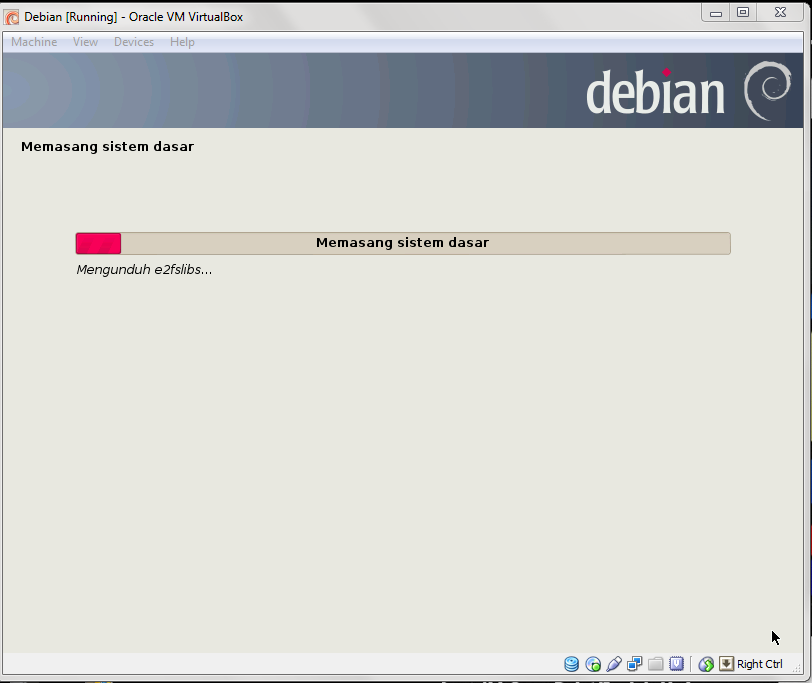 Debian [Running] - Oracle VM VirtualBox
Machine View Devices Help
debian
Memasang sistem dasar
Memasang sistem dasar
Mengunduh e2fslibs...
Right Ctrl